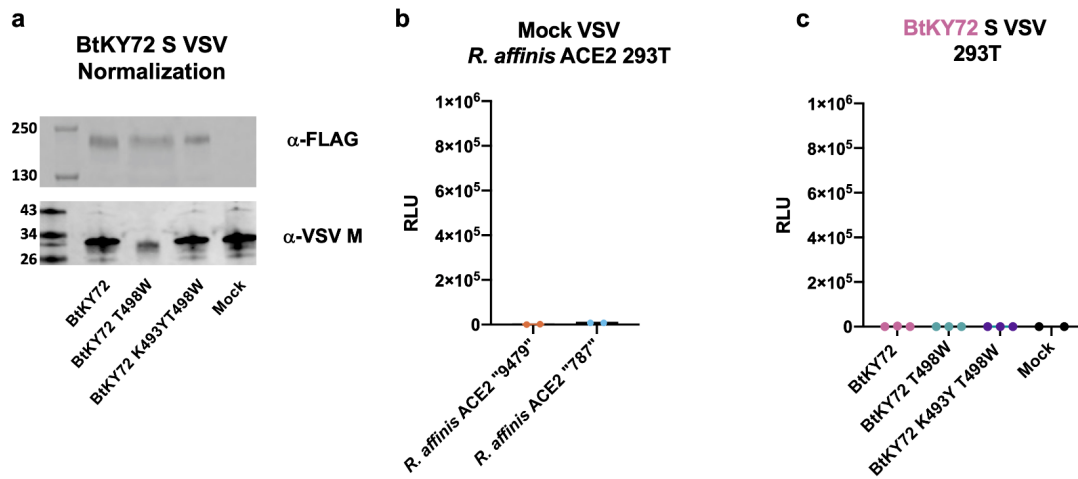 a
BtKY72 S VSV
Normalization
250
130
α-FLAG
43
34
26
α-VSV M
BtKY72
BtKY72 T498W
BtKY72 K493YT498W
Mock
b
Mock VSV
R. affinis ACE2 293T
RLU
1×10⁶
8×10⁵
6×10⁵
4×10⁵
2×10⁵
0
R. affinis ACE2 "9479"
R. affinis ACE2 "787"
c
BtKY72 S VSV
293T
RLU
1×10⁶
8×10⁵
6×10⁵
4×10⁵
2×10⁵
0
BtKY72
BtKY72 T498W
BtKY72 K493Y T498W
Mock